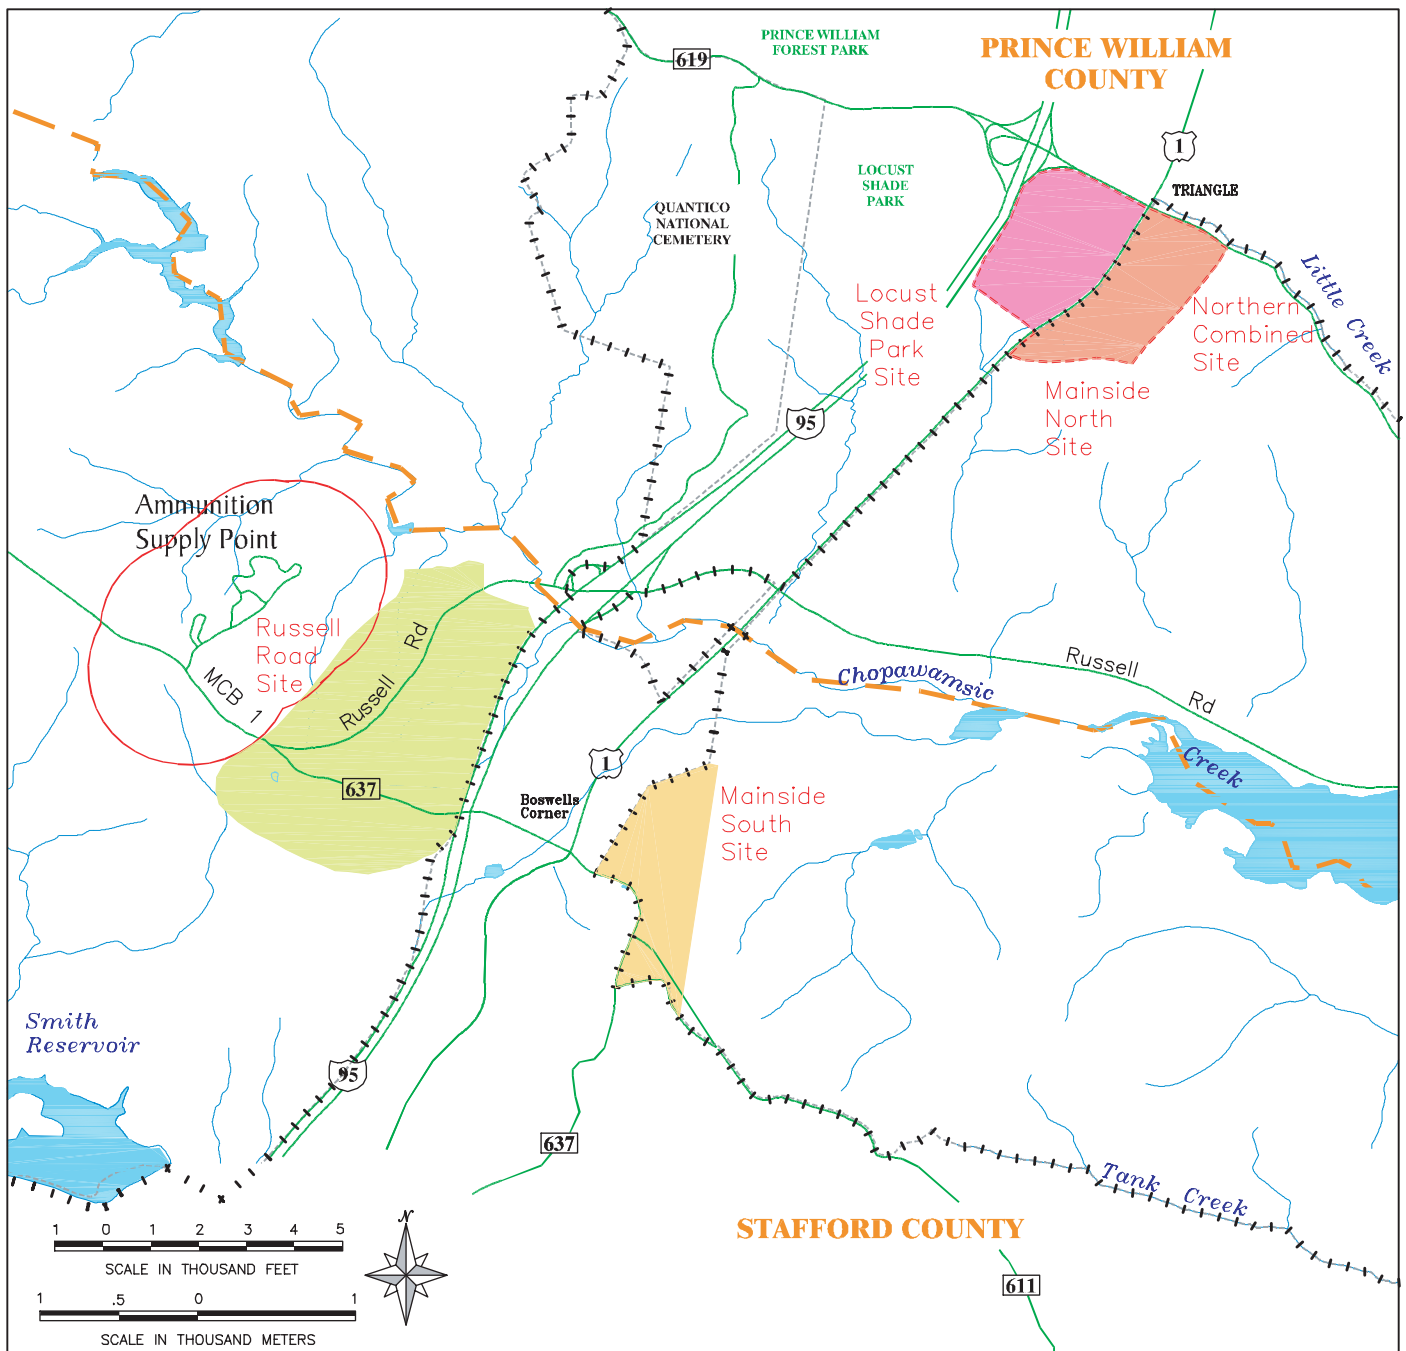 PRINCE WILLIAM
FOREST PARK
PRINCE WILLIAM
COUNTY
619
1
LOCUST
SHADE
PARK
TRIANGLE
QUANTICO
NATIONAL
CEMETERY
Little Creek
Locust
Shade
Park
Site
Northern
Combined
Site
Mainside
North
Site
95
Ammunition
Supply Point
Russell
Road
Site
Rd
Russell
MCB 1
Russell
Rd
Chopawamsic
Creek
1
637
Boswells
Corner
Mainside
South
Site
Smith
Reservoir
95
637
Tank Creek
STAFFORD COUNTY
611
N
1 0 1 2 3 4 5
SCALE IN THOUSAND FEET
1 .5 0 1
SCALE IN THOUSAND METERS